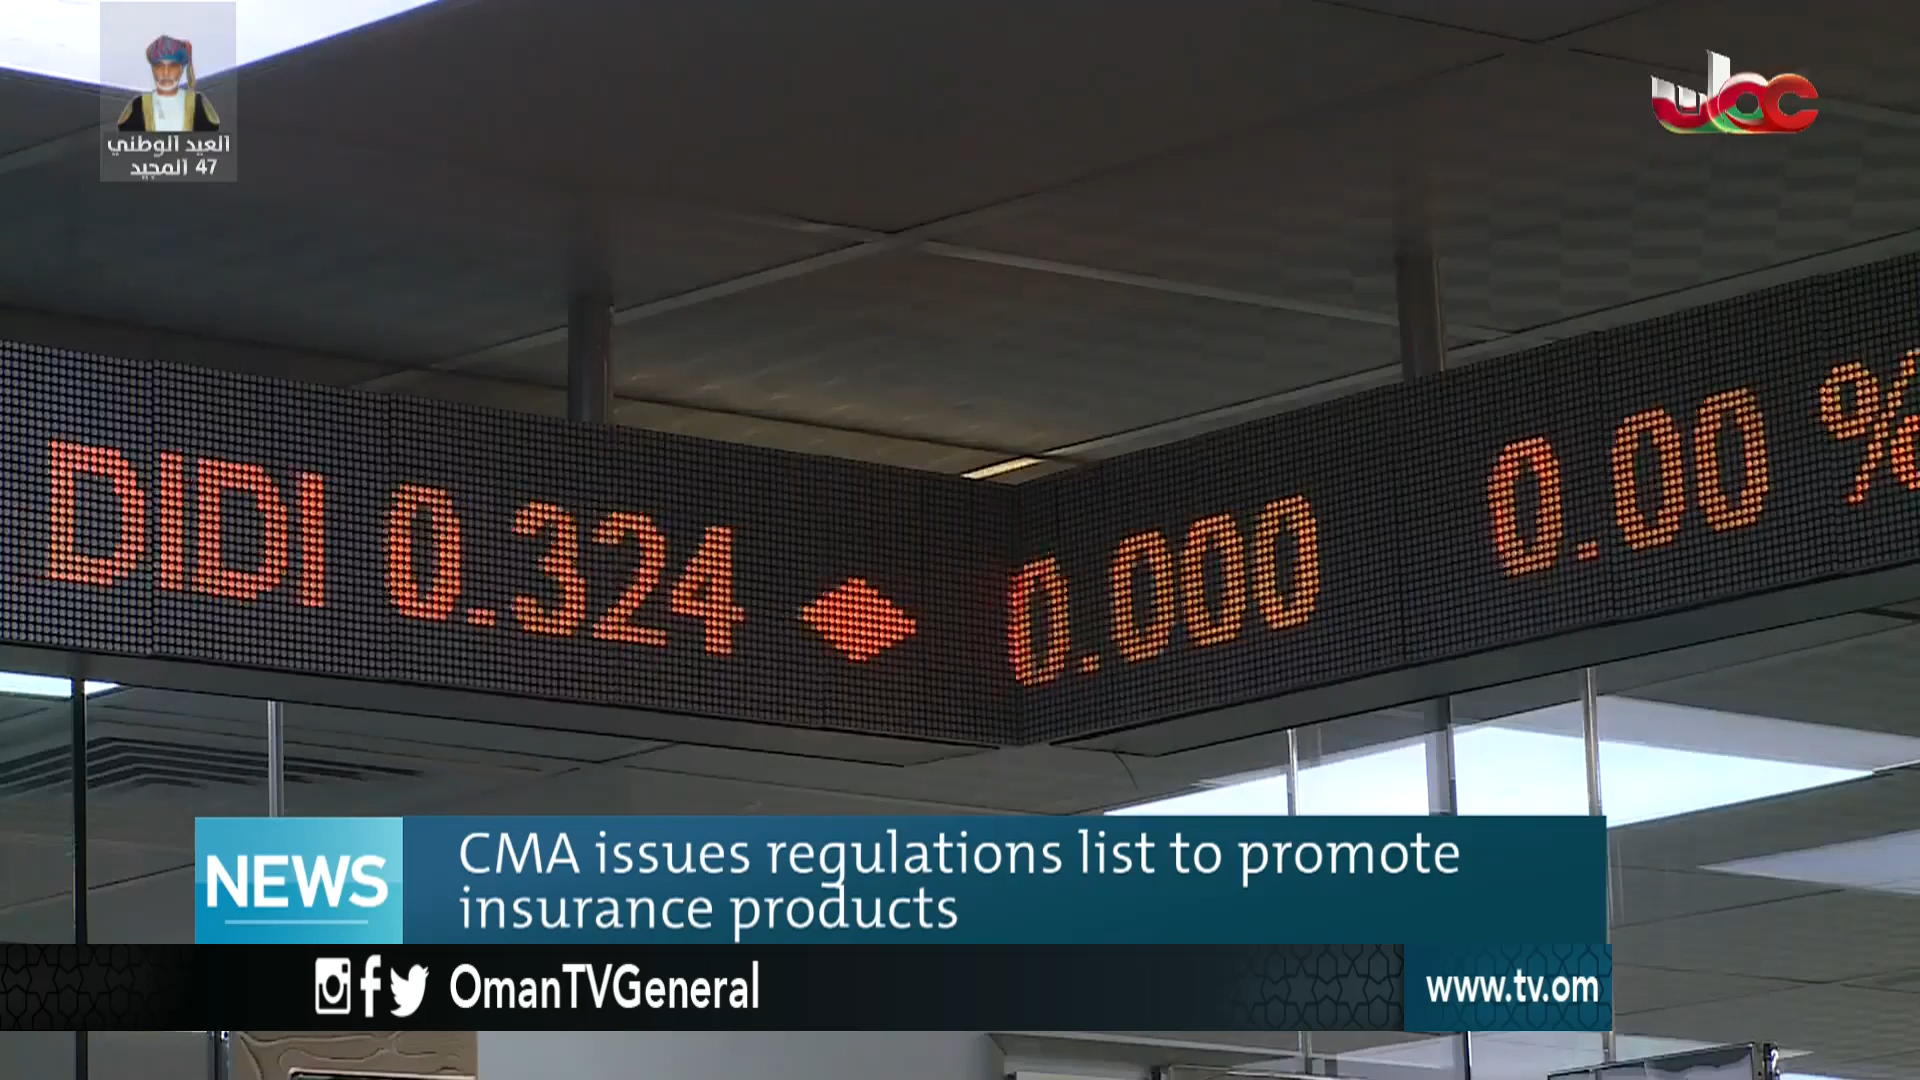 العيد الوطني
47 المجيد
عمان
DIDI 0.324 0.000 0.00 %
NEWS
CMA issues regulations list to promote
insurance products
OmanTVGeneral
www.tv.om